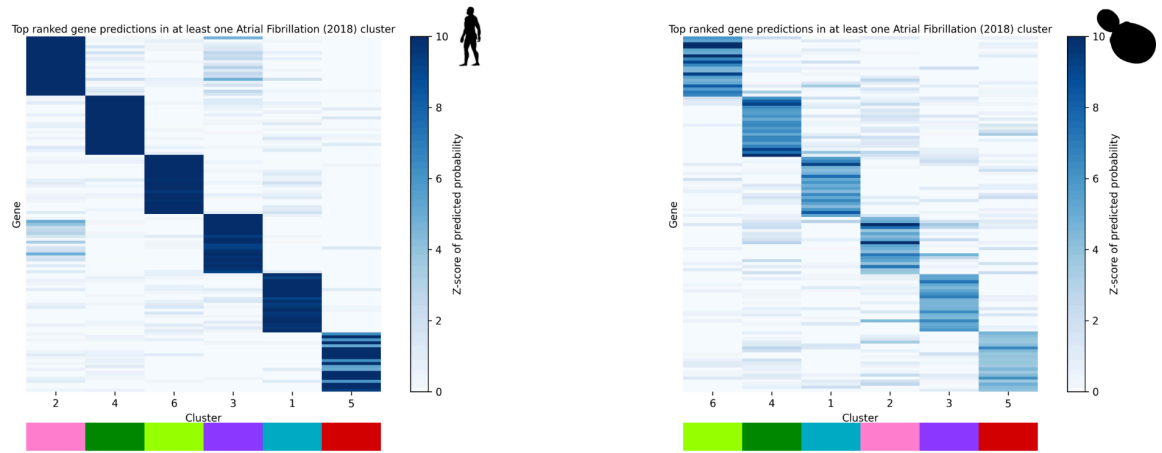 Top ranked gene predictions in at least one Atrial Fibrillation (2018) cluster
Gene
2 4 6 3 1 5
Cluster
10
8
6
4
2
0
Z-score of predicted probability
Top ranked gene predictions in at least one Atrial Fibrillation (2018) cluster
Gene
6 4 1 2 3 5
Cluster
10
8
6
4
2
0
Z-score of predicted probability